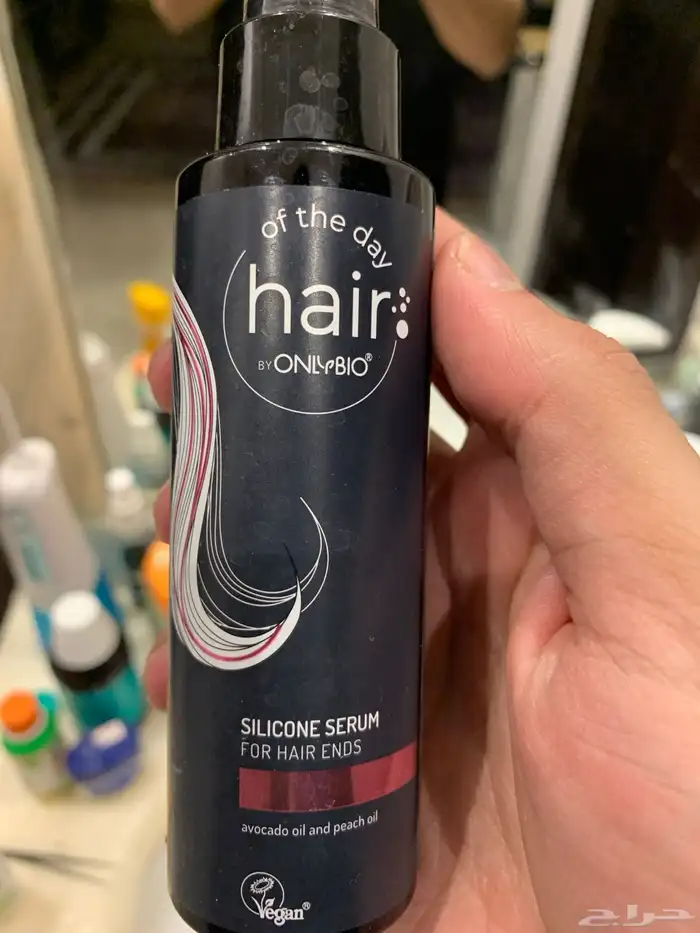 of the day
hair
BY ONLYBIO®
SILICONE SERUM
FOR HAIR ENDS
avocado oil and peach oil
Vegan®
حراج